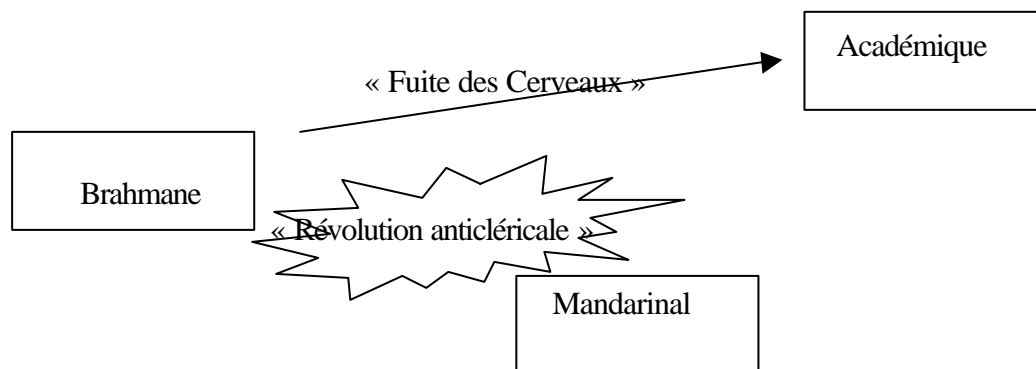 Académique
« Fuite des Cerveaux »
Brahmane
« Révolution anticléricale »
Mandarinal